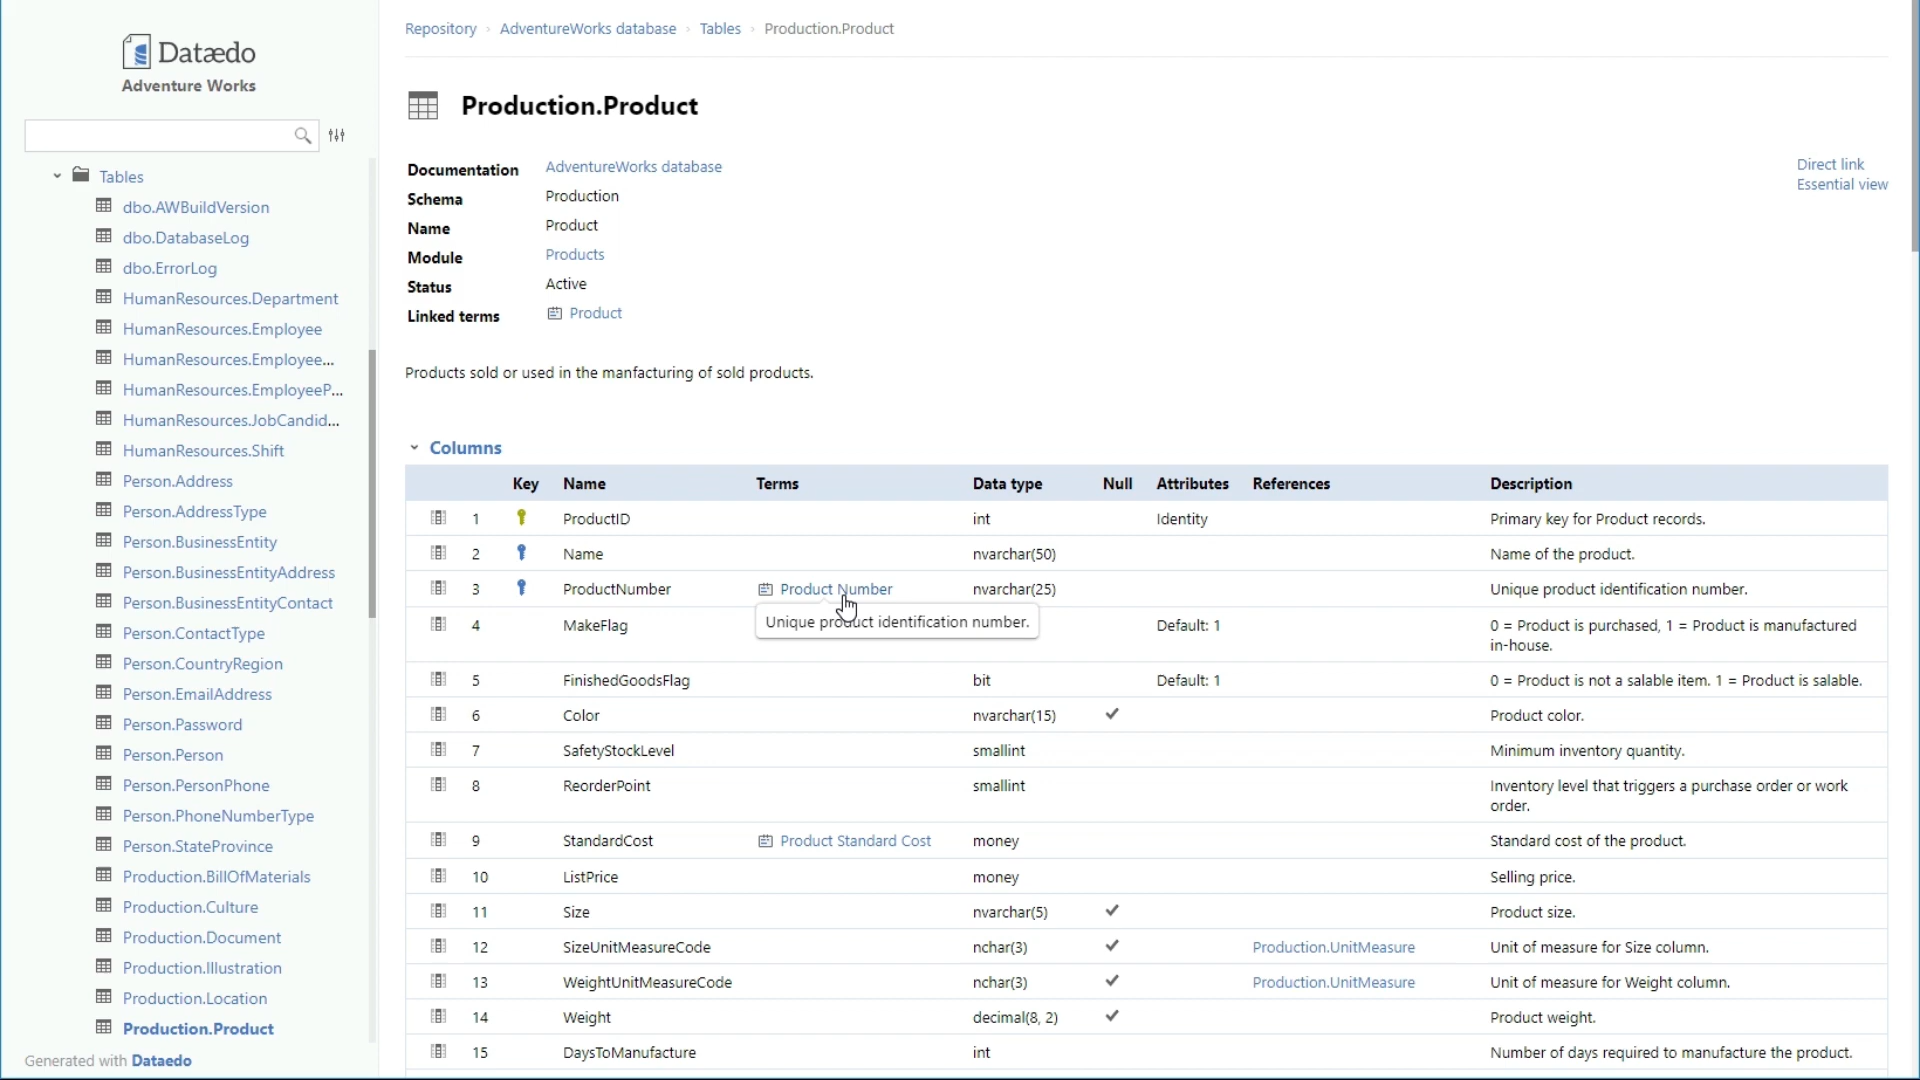 Dataedo
Adventure Works
Tables
dbo.AWBuildVersion
dbo.DatabaseLog
dbo.ErrorLog
HumanResources.Department
HumanResources.Employee
HumanResources.Employee...
HumanResources.EmployeeP...
HumanResources.JobCandid...
HumanResources.Shift
Person.Address
Person.AddressType
Person.BusinessEntity
Person.BusinessEntityAddress
Person.BusinessEntityContact
Person.ContactType
Person.CountryRegion
Person.EmailAddress
Person.Password
Person.Person
Person.PersonPhone
Person.PhoneNumberType
Person.StateProvince
Production.BillOfMaterials
Production.Culture
Production.Document
Production.Illustration
Production.Location
Production.Product
Generated with Dataedo
Repository › AdventureWorks database › Tables › Production.Product
Production.Product
Documentation AdventureWorks database
Schema Production
Name Product
Module Products
Status Active
Linked terms Product
Direct link
Essential view
Products sold or used in the manfacturing of sold products.
Columns
Key Name Terms Data type Null Attributes References Description
1 ProductID int Identity Primary key for Product records.
2 Name nvarchar(50) Name of the product.
3 ProductNumber Product Number nvarchar(25) Unique product identification number.
Unique product identification number.
4 MakeFlag Default: 1 0 = Product is purchased, 1 = Product is manufactured
in-house.
5 FinishedGoodsFlag bit Default: 1 0 = Product is not a salable item. 1 = Product is salable.
6 Color nvarchar(15) ✓ Product color.
7 SafetyStockLevel smallint Minimum inventory quantity.
8 ReorderPoint smallint Inventory level that triggers a purchase order or work
order.
9 StandardCost Product Standard Cost money Standard cost of the product.
10 ListPrice money Selling price.
11 Size nvarchar(5) ✓ Product size.
12 SizeUnitMeasureCode nchar(3) ✓ Production.UnitMeasure Unit of measure for Size column.
13 WeightUnitMeasureCode nchar(3) ✓ Production.UnitMeasure Unit of measure for Weight column.
14 Weight decimal(8, 2) ✓ Product weight.
15 DaysToManufacture int Number of days required to manufacture the product.